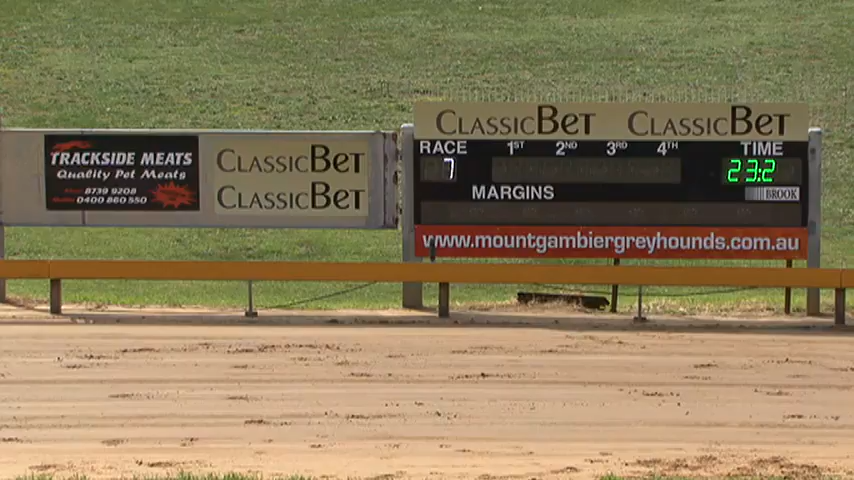 TRACKSIDE MEATS
Quality Pet Meats
8739 9208
0400 860 550
CLASSICBET
CLASSICBET
CLASSICBET CLASSICBET
RACE 1ST 2ND 3RD 4TH TIME
7 23:2
MARGINS BROOK
www.mountgambiergreyhounds.com.au